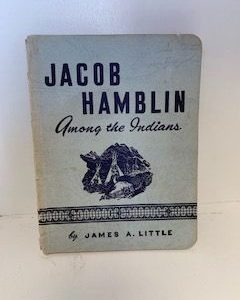 JACOB
HAMBLIN
Among the Indians
by JAMES A. LITTLE